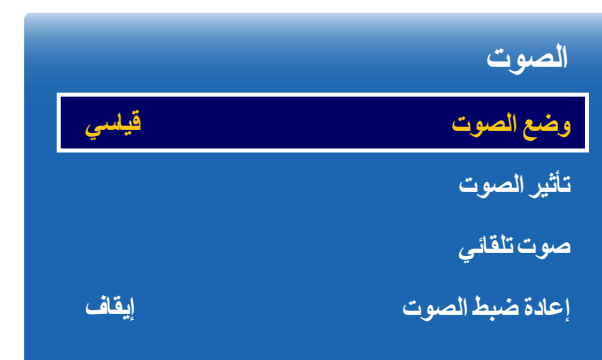 الصوت
وضع الصوت قياسي
تأثير الصوت
صوت تلقائي
إعادة ضبط الصوت إيقاف